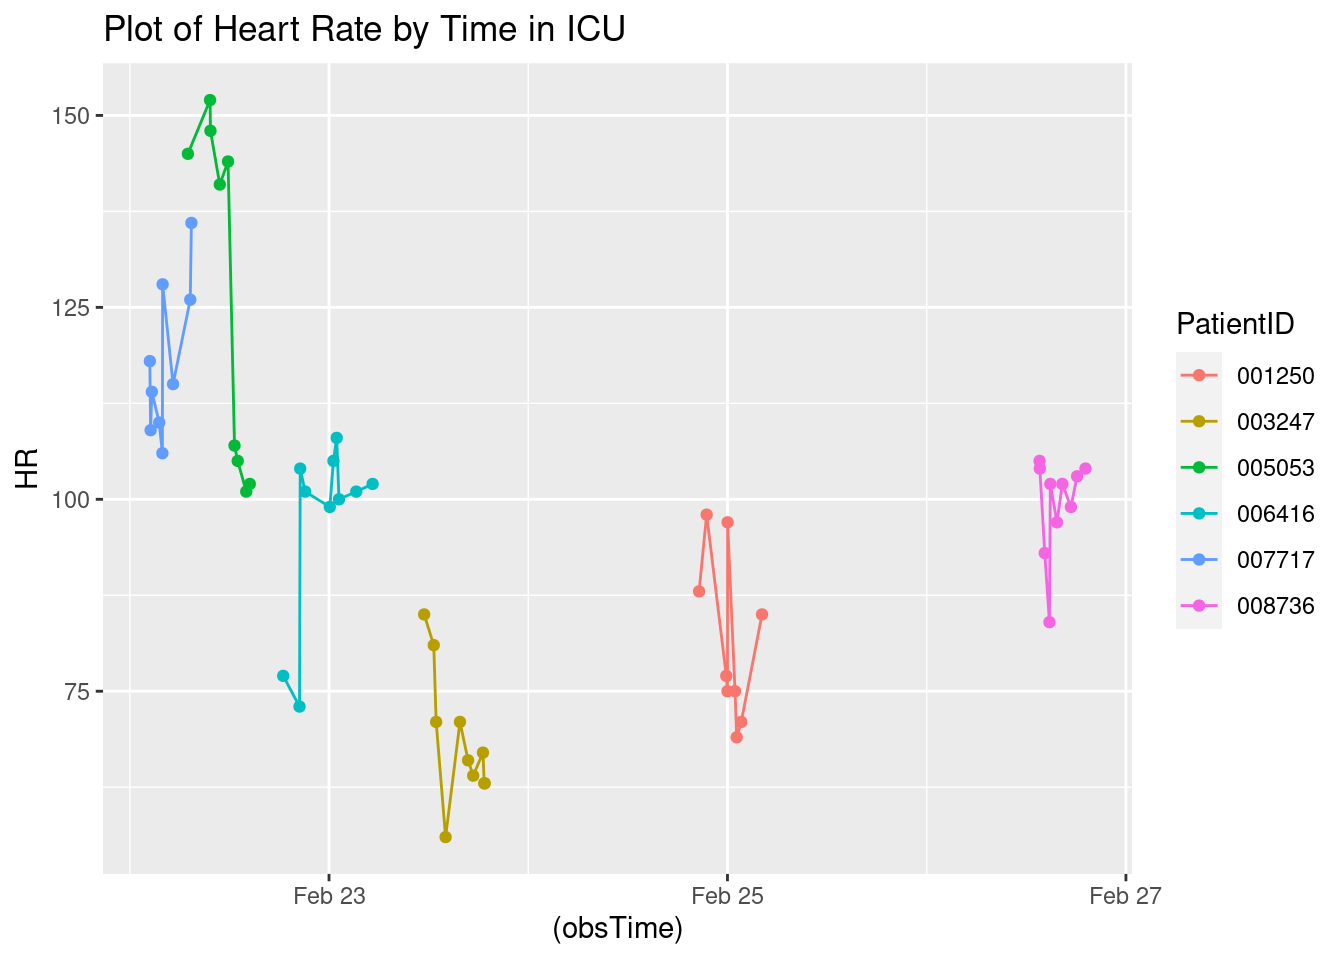 Plot of Heart Rate by Time in ICU
150
125
100
75
HR
Feb 23
Feb 25
Feb 27
(obsTime)
PatientID
001250
003247
005053
006416
007717
008736